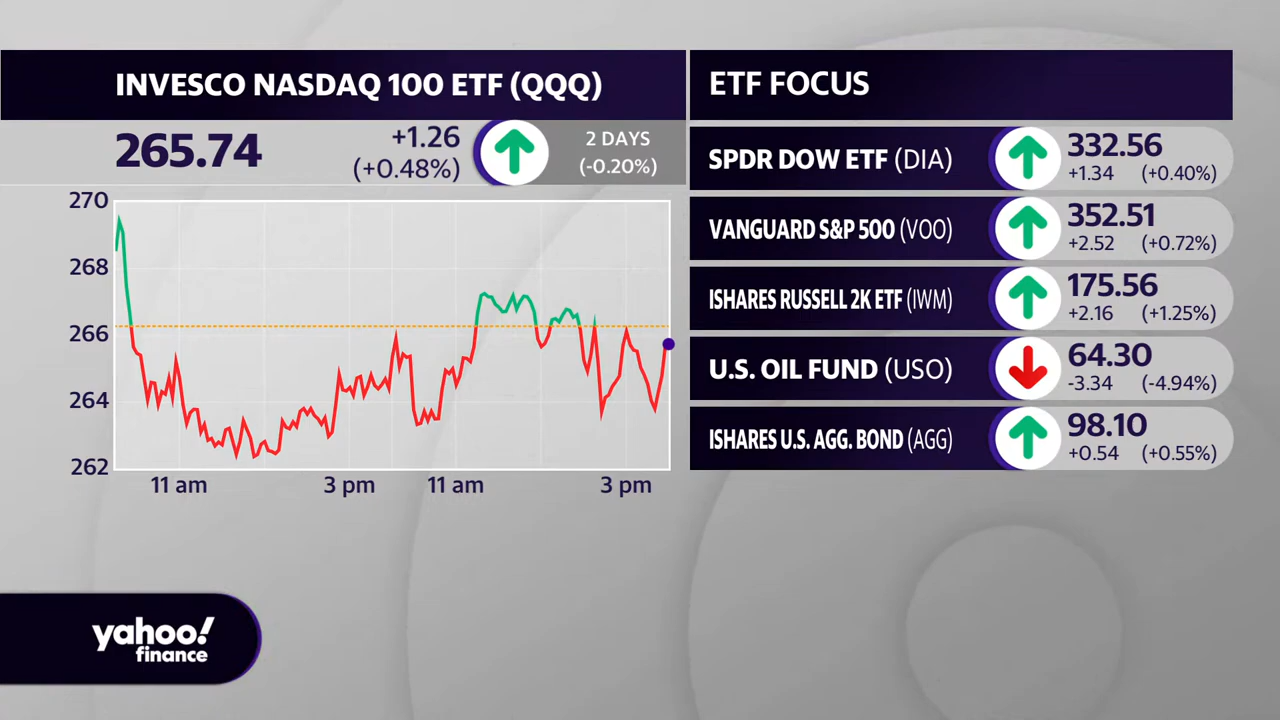 INVESCO NASDAQ 100 ETF (QQQ)
265.74
+1.26
(+0.48%)
2 DAYS
(-0.20%)
270
268
266
264
262
11 am
3 pm
11 am
3 pm
ETF FOCUS
SPDR DOW ETF (DIA)
332.56
+1.34 (+0.40%)
VANGUARD S&P 500 (VOO)
352.51
+2.52 (+0.72%)
ISHARES RUSSELL 2K ETF (IWM)
175.56
+2.16 (+1.25%)
U.S. OIL FUND (USO)
64.30
-3.34 (-4.94%)
ISHARES U.S. AGG. BOND (AGG)
98.10
+0.54 (+0.55%)
yahoo!
finance